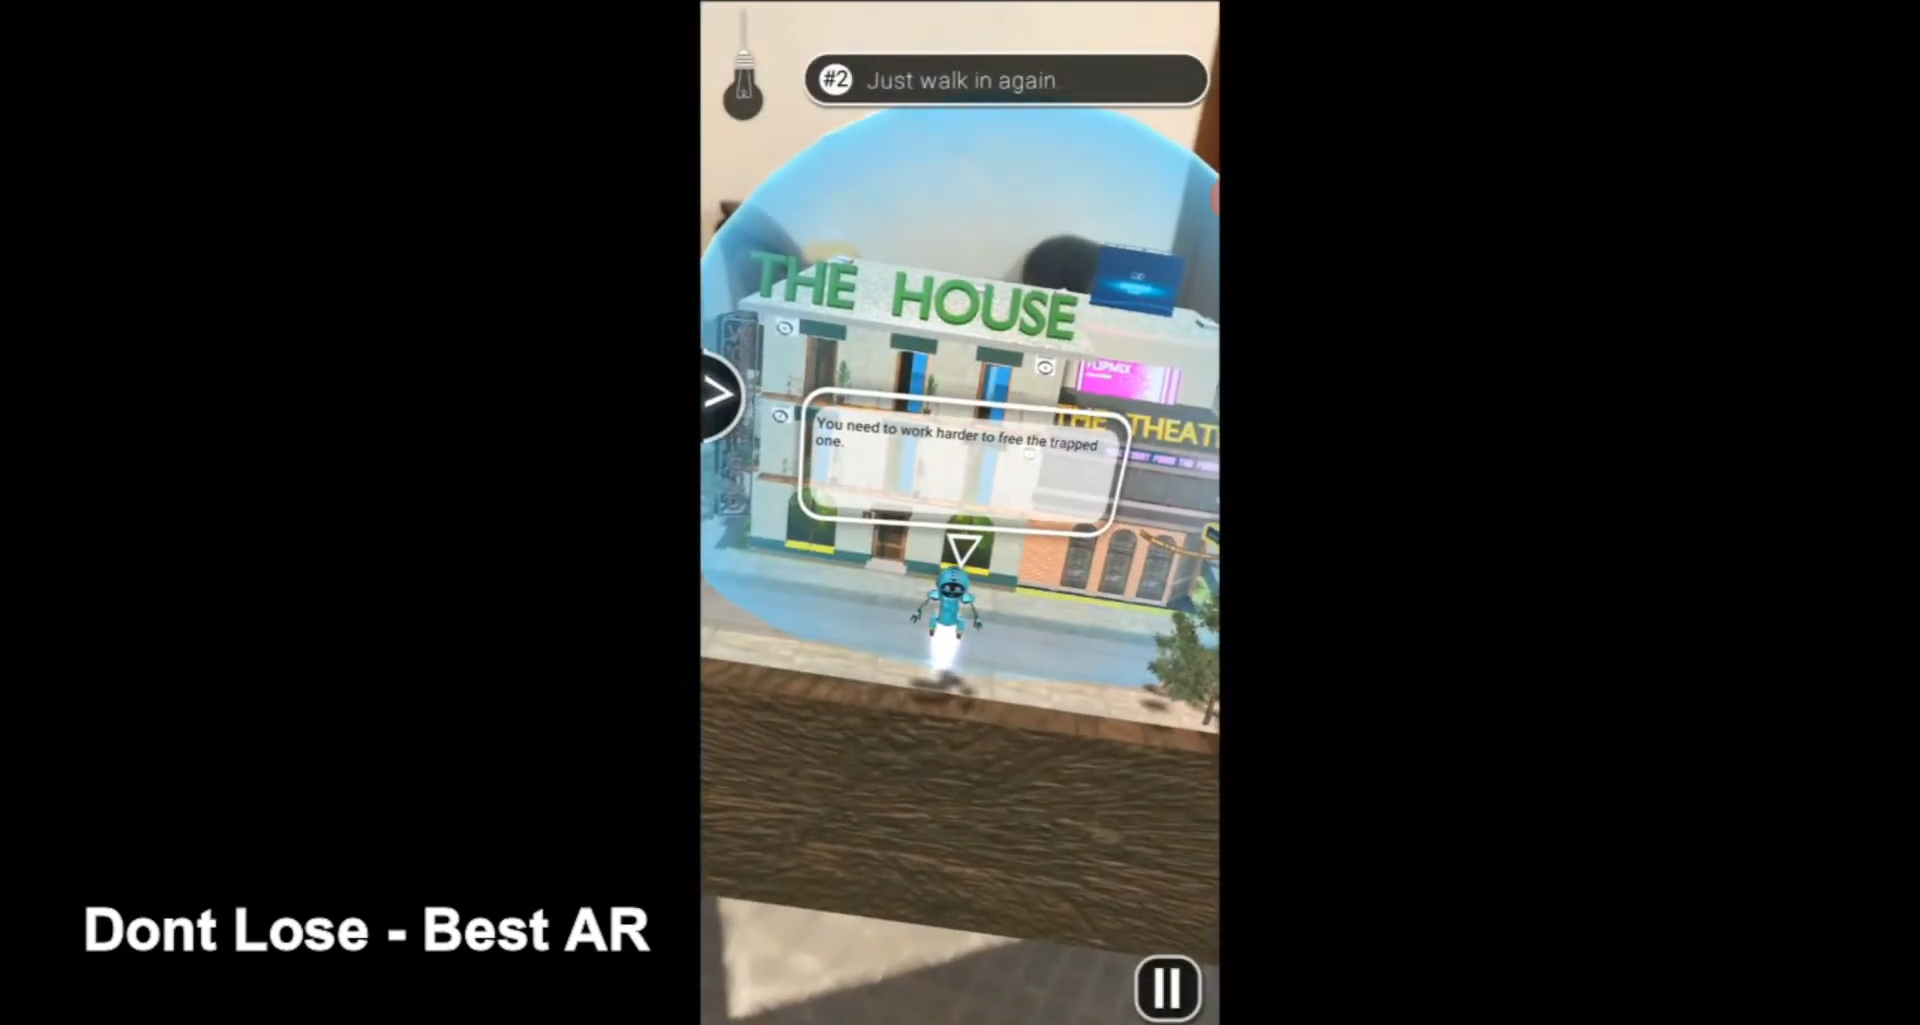 #2 Just walk in again
THE HOUSE
You need to work harder to free the trapped
one.
THE THEAT
Dont Lose - Best AR